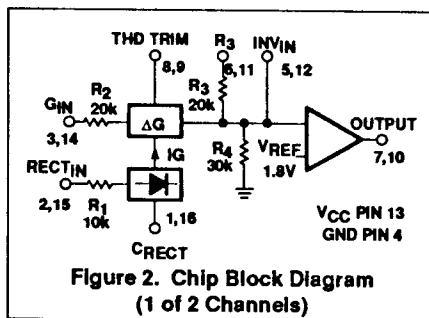 THD TRIM
8,9
R3
6,11
INVIN
5,12
R3
20k
R2
20k
GIN
3,14
ΔG
OUTPUT
7,10
IG
R4
30k
VREF
1.8V
RECTIN
2,15
R1
10k
1,16
CRECT
VCC PIN 13
GND PIN 4
Figure 2. Chip Block Diagram
(1 of 2 Channels)